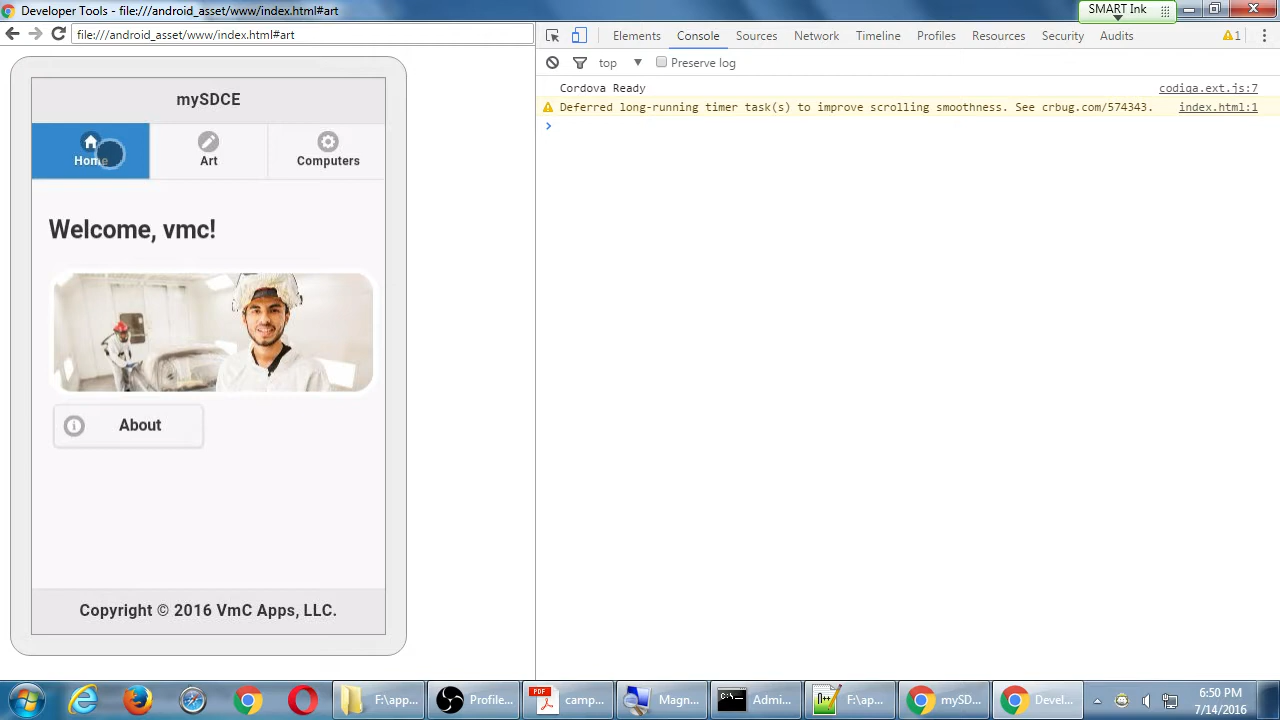 Developer Tools - file:///android_asset/www/index.html#art
SMART Ink
file:///android_asset/www/index.html#art
Elements Console Sources Network Timeline Profiles Resources Security Audits 1
top Preserve log
Cordova Ready codiqa.ext.js:7
Deferred long-running timer task(s) to improve scrolling smoothness. See crbug.com/574343. index.html:1
mySDCE
Home Art Computers
Welcome, vmc!
About
Copyright © 2016 VmC Apps, LLC.
F:\app... Profile... PDF camp... Magn... Admi... F:\ap... mySD... Devel...
6:50 PM
7/14/2016